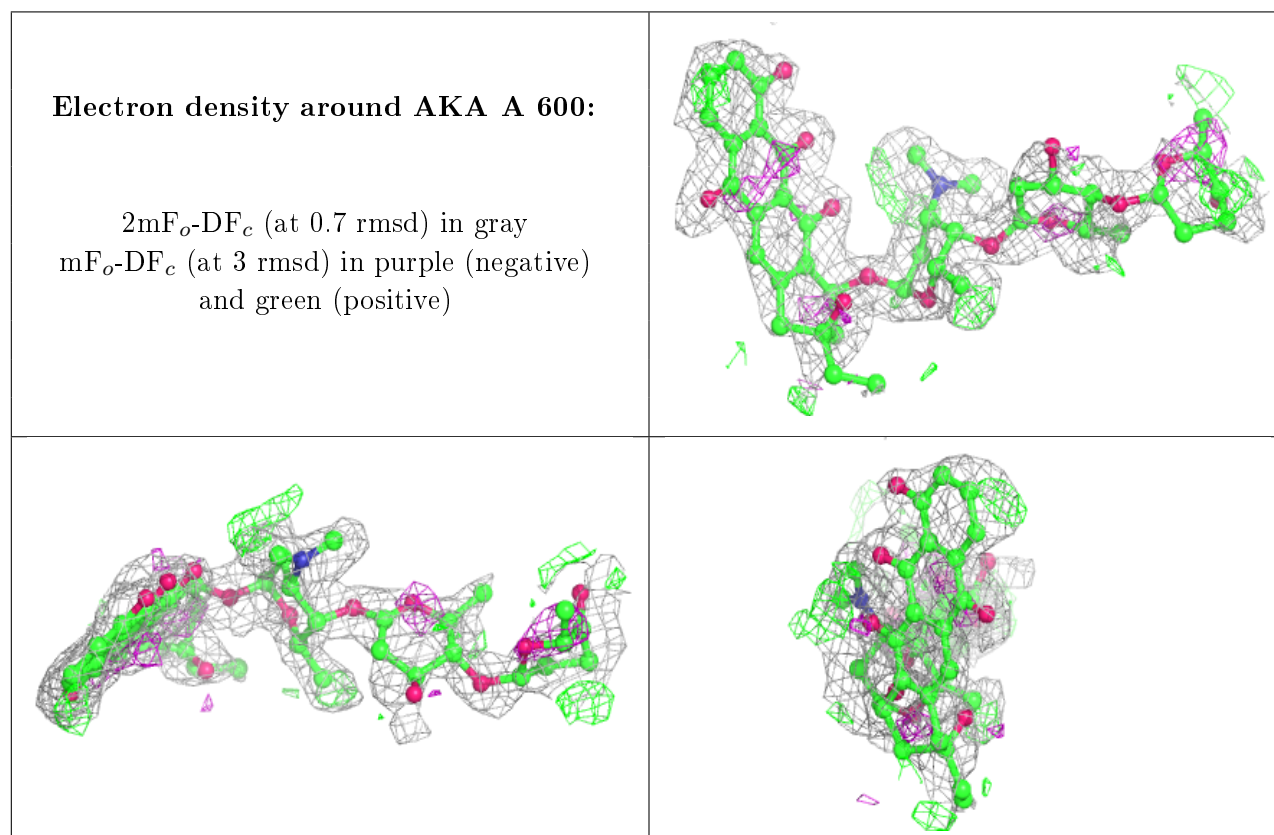 Electron density around AKA A 600:
2mFₒ-DF𝑐 (at 0.7 rmsd) in gray
mFₒ-DF𝑐 (at 3 rmsd) in purple (negative)
and green (positive)